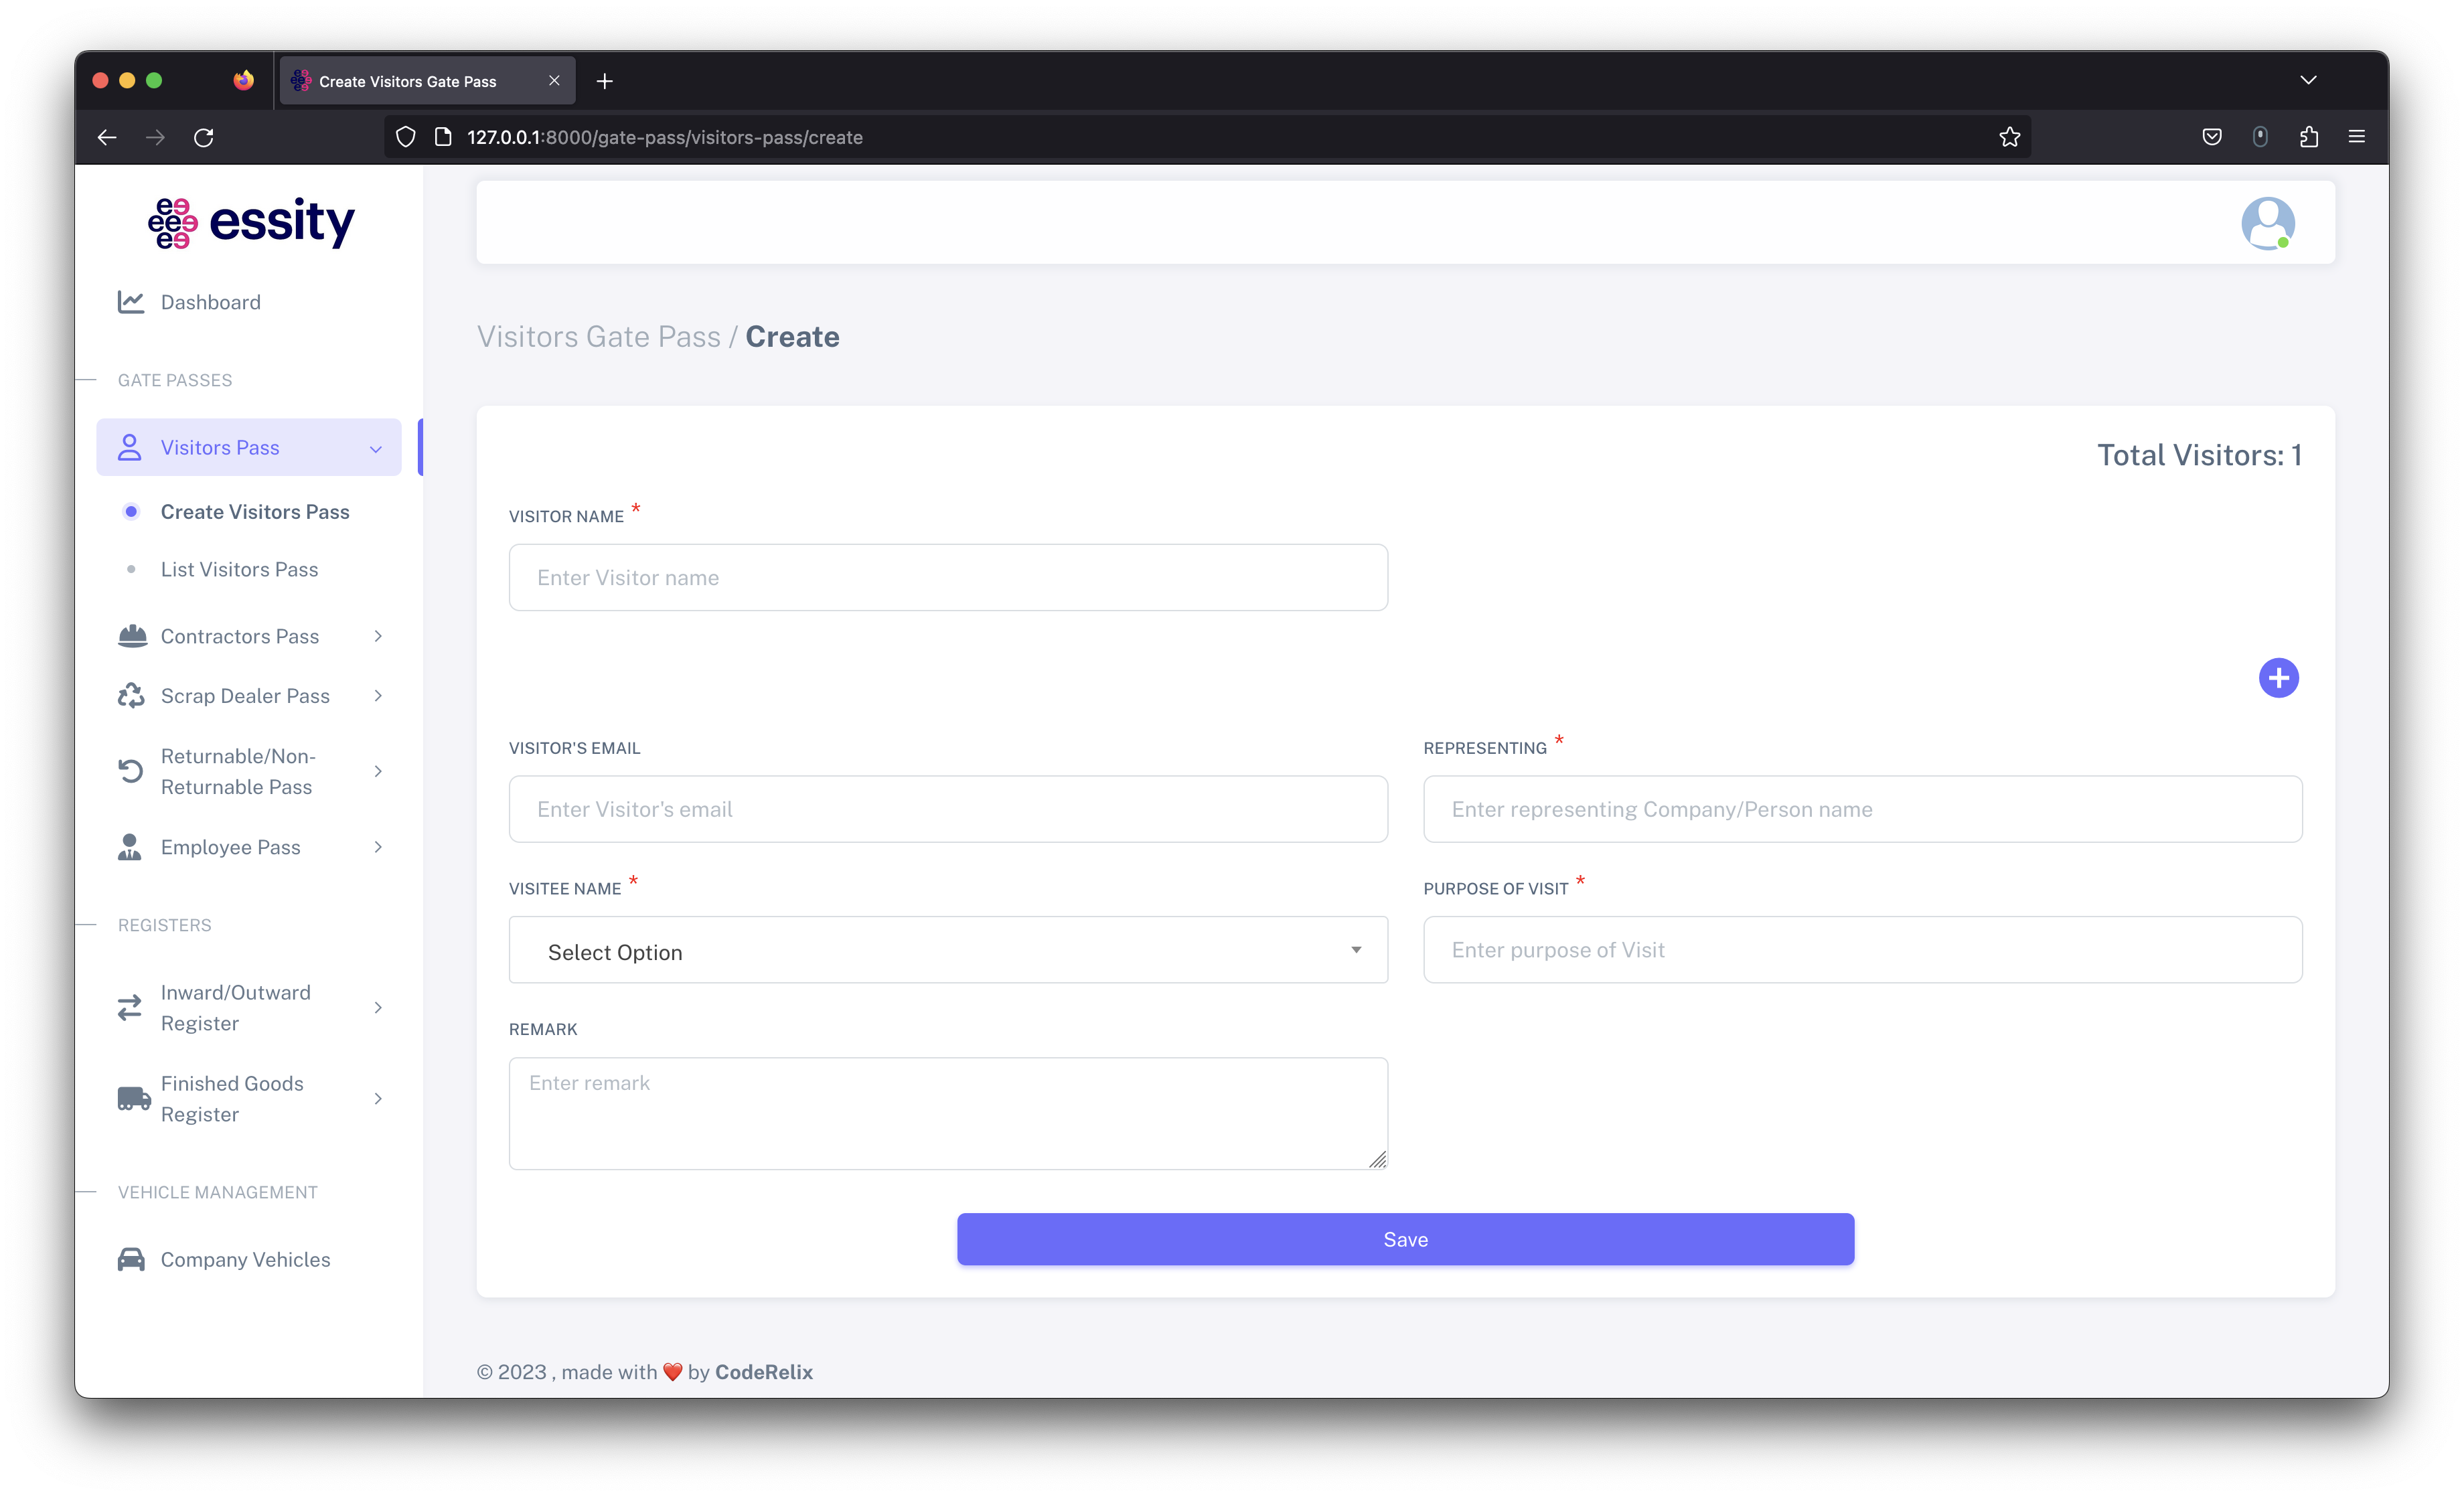 Create Visitors Gate Pass
127.0.0.1:8000/gate-pass/visitors-pass/create
essity
Dashboard
GATE PASSES
Visitors Pass
Create Visitors Pass
List Visitors Pass
Contractors Pass
Scrap Dealer Pass
Returnable/Non-
Returnable Pass
Employee Pass
REGISTERS
Inward/Outward
Register
Finished Goods
Register
VEHICLE MANAGEMENT
Company Vehicles
Visitors Gate Pass / Create
Total Visitors: 1
VISITOR NAME *
Enter Visitor name
VISITOR'S EMAIL
Enter Visitor's email
REPRESENTING *
Enter representing Company/Person name
VISITEE NAME *
Select Option
PURPOSE OF VISIT *
Enter purpose of Visit
REMARK
Enter remark
Save
© 2023 , made with ❤️ by CodeRelix